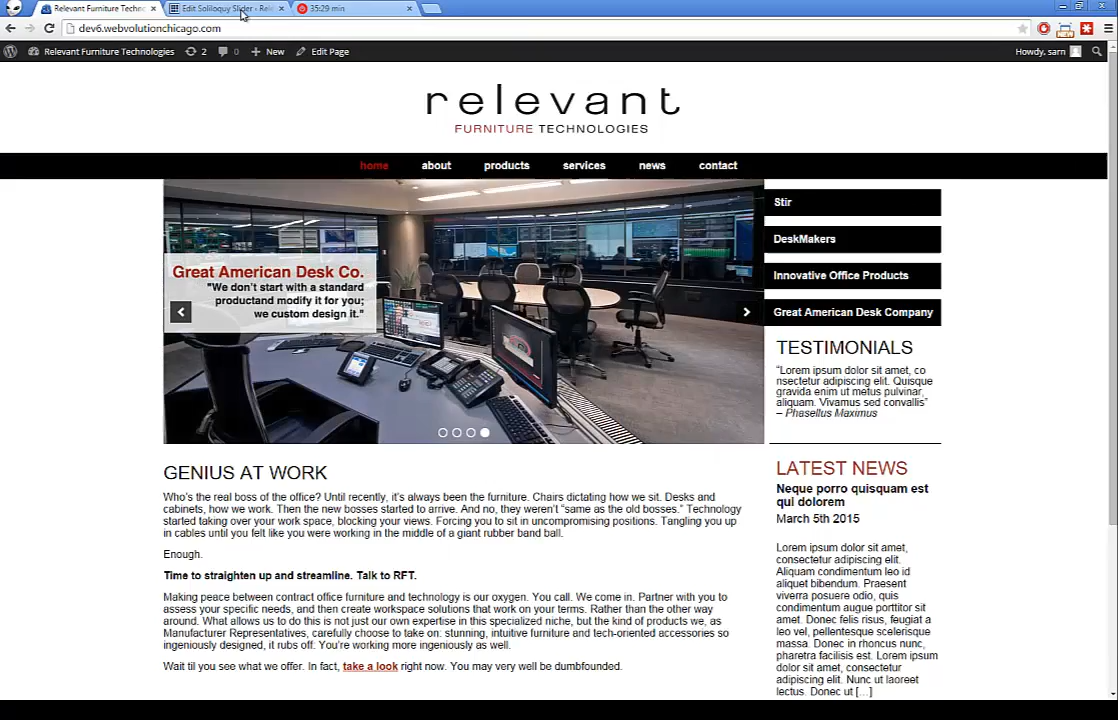 Relevant Furniture Techno
Edit Soliloquy Slider ‹ Rele
35:29 min
dev6.webvolutionchicago.com
NEW
Relevant Furniture Technologies
2
0
New
Edit Page
Howdy, sarn
relevant
FURNITURE TECHNOLOGIES
home
about
products
services
news
contact
Stir
DeskMakers
Innovative Office Products
Great American Desk Company
Great American Desk Co.
"We don't start with a standard
productand modify it for you;
we custom design it."
TESTIMONIALS
“Lorem ipsum dolor sit amet, co
nsectetur adipiscing elit. Quisque
gravida enim ut metus pulvinar,
aliquam. Vivamus sed convallis”
– Phasellus Maximus
GENIUS AT WORK
Who’s the real boss of the office? Until recently, it’s always been the furniture. Chairs dictating how we sit. Desks and
cabinets, how we work. Then the new bosses started to arrive. And no, they weren’t “same as the old bosses.” Technology
started taking over your work space, blocking your views. Forcing you to sit in uncompromising positions. Tangling you up
in cables until you felt like you were working in the middle of a giant rubber band ball.
Enough.
Time to straighten up and streamline. Talk to RFT.
Making peace between contract office furniture and technology is our oxygen. You call. We come in. Partner with you to
assess your specific needs, and then create workspace solutions that work on your terms. Rather than the other way
around. What allows us to do this is not just our own expertise in this specialized niche, but the kind of products we, as
Manufacturer Representatives, carefully choose to take on: stunning, intuitive furniture and tech-oriented accessories so
ingeniously designed, it rubs off. You’re working more ingeniously as well.
Wait til you see what we offer. In fact, take a look right now. You may very well be dumbfounded.
LATEST NEWS
Neque porro quisquam est
qui dolorem
March 5th 2015
Lorem ipsum dolor sit amet,
consectetur adipiscing elit.
Aliquam condimentum augue id
aliquet bibendum. Praesent
viverra posuere odio, quis
condimentum augue porttitor sit
amet. Donec felis risus, feugiat a
leo vel, pellentesque scelerisque
massa. Donec in rhoncus nunc,
pharetra facilisis est. Lorem ipsum
dolor sit amet, consectetur
adipiscing elit. Nunc ut laoreet
lectus. Donec ut [...]